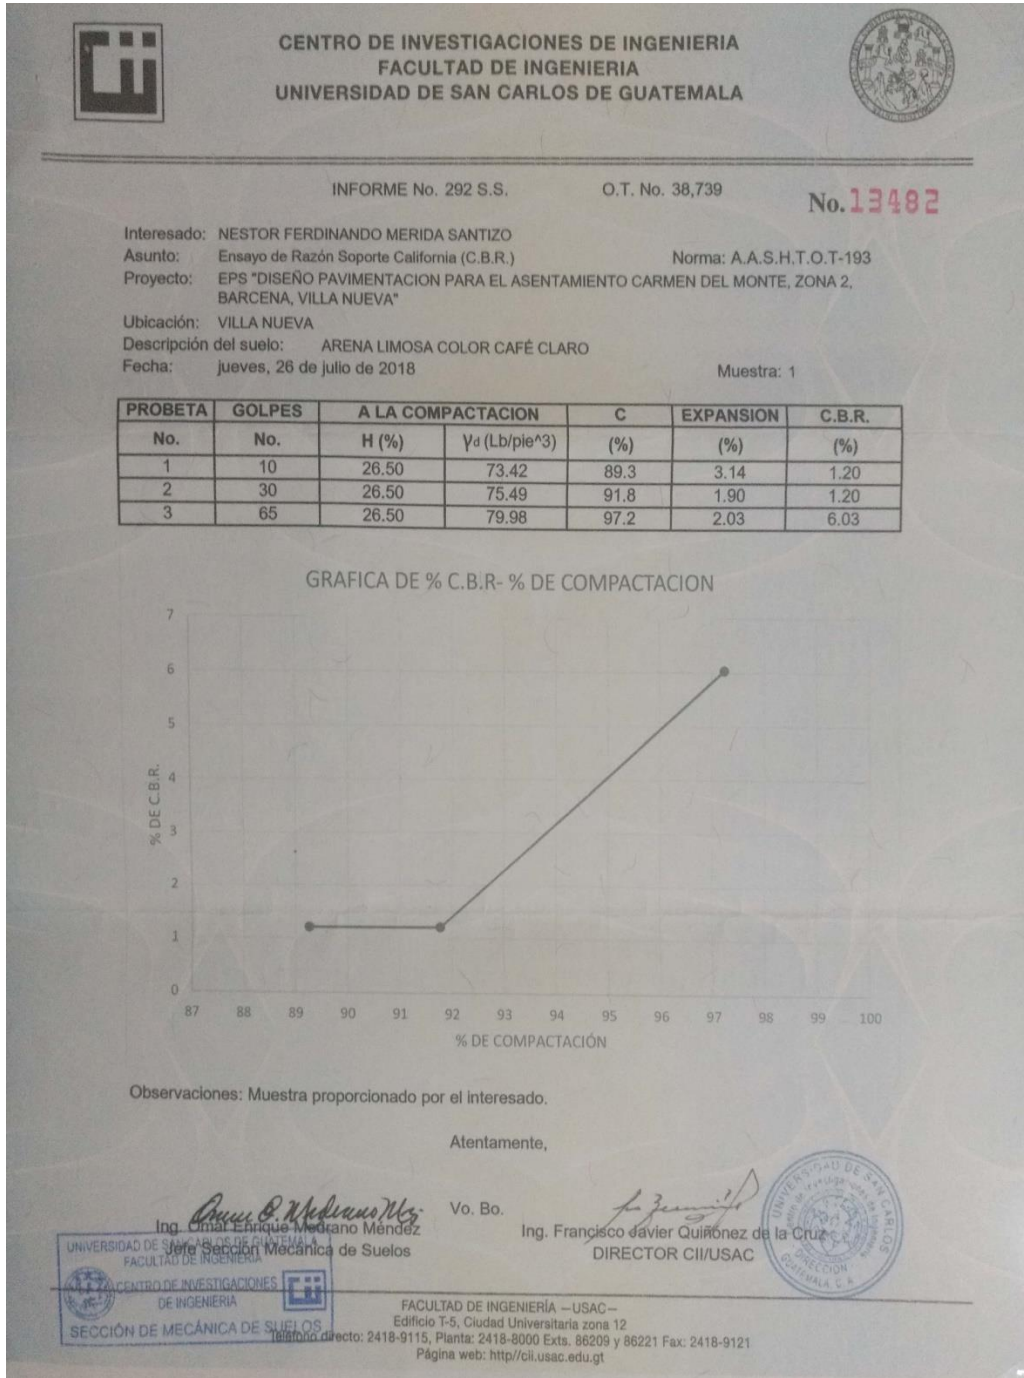 CII
CENTRO DE INVESTIGACIONES DE INGENIERIA
FACULTAD DE INGENIERIA
UNIVERSIDAD DE SAN CARLOS DE GUATEMALA
INFORME No. 292 S.S. O.T. No. 38,739 No. 13482
Interesado: NESTOR FERDINANDO MERIDA SANTIZO
Asunto: Ensayo de Razón Soporte California (C.B.R.) Norma: A.A.S.H.T.O.T-193
Proyecto: EPS "DISEÑO PAVIMENTACION PARA EL ASENTAMIENTO CARMEN DEL MONTE, ZONA 2,
BARCENA, VILLA NUEVA"
Ubicación: VILLA NUEVA
Descripción del suelo: ARENA LIMOSA COLOR CAFÉ CLARO
Fecha: jueves, 26 de julio de 2018 Muestra: 1
PROBETA GOLPES A LA COMPACTACION C EXPANSION C.B.R.
No. No. H (%) γd (Lb/pie^3) (%) (%) (%)
1 10 26.50 73.42 89.3 3.14 1.20
2 30 26.50 75.49 91.8 1.90 1.20
3 65 26.50 79.98 97.2 2.03 6.03
GRAFICA DE % C.B.R- % DE COMPACTACION
7
6
5
4
3
2
1
0
% DE C.B.R.
87 88 89 90 91 92 93 94 95 96 97 98 99 100
% DE COMPACTACIÓN
Observaciones: Muestra proporcionado por el interesado.
Atentamente,
Vo. Bo.
Ing. Omar Enrique Medrano Méndez
Jefe Sección Mecánica de Suelos
Ing. Francisco Javier Quiñónez de la Cruz
DIRECTOR CII/USAC
UNIVERSIDAD DE SAN CARLOS DE GUATEMALA
FACULTAD DE INGENIERIA
CENTRO DE INVESTIGACIONES
DE INGENIERIA
CII
SECCIÓN DE MECÁNICA DE SUELOS
UNIVERSIDAD DE SAN CARLOS
DIRECCION
GUATEMALA, C. A.
FACULTAD DE INGENIERÍA —USAC—
Edificio T-5, Ciudad Universitaria zona 12
Teléfono directo: 2418-9115, Planta: 2418-8000 Exts. 86209 y 86221 Fax: 2418-9121
Página web: http//cii.usac.edu.gt